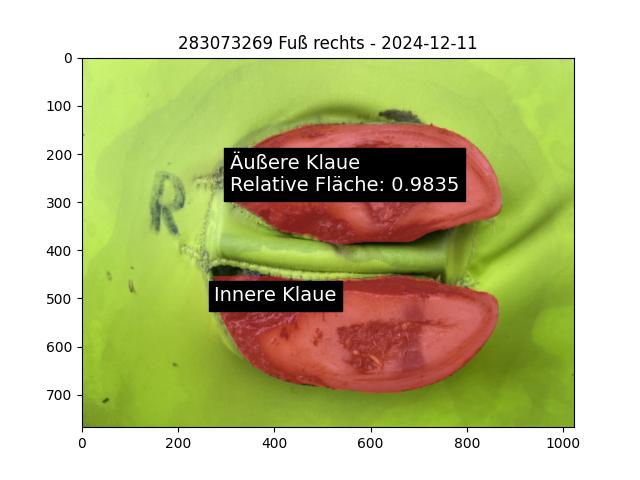 283073269 Fuß rechts - 2024-12-11
0
100
200
300
400
500
600
700
R
Äußere Klaue
Relative Fläche: 0.9835
Innere Klaue
0
200
400
600
800
1000